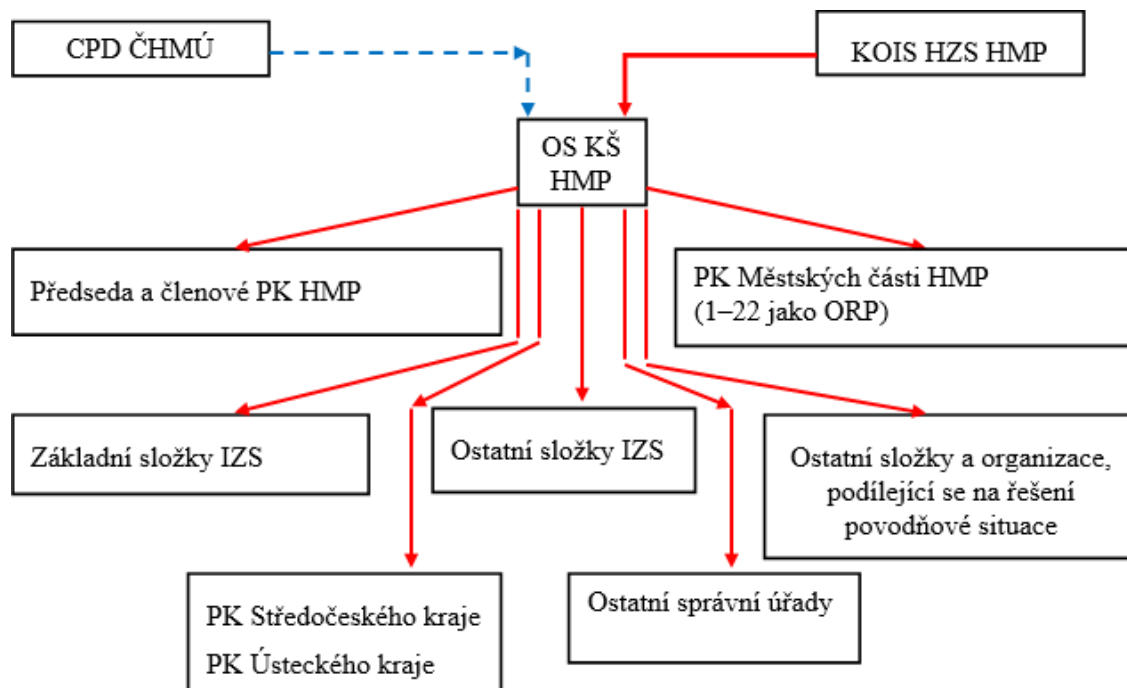 CPD ČHMÚ
KOIS HZS HMP
OS KŠ
HMP
Předseda a členové PK HMP
PK Městských části HMP
(1–22 jako ORP)
Základní složky IZS
Ostatní složky IZS
Ostatní složky a organizace,
podílející se na řešení
povodňové situace
PK Středočeského kraje
PK Ústeckého kraje
Ostatní správní úřady